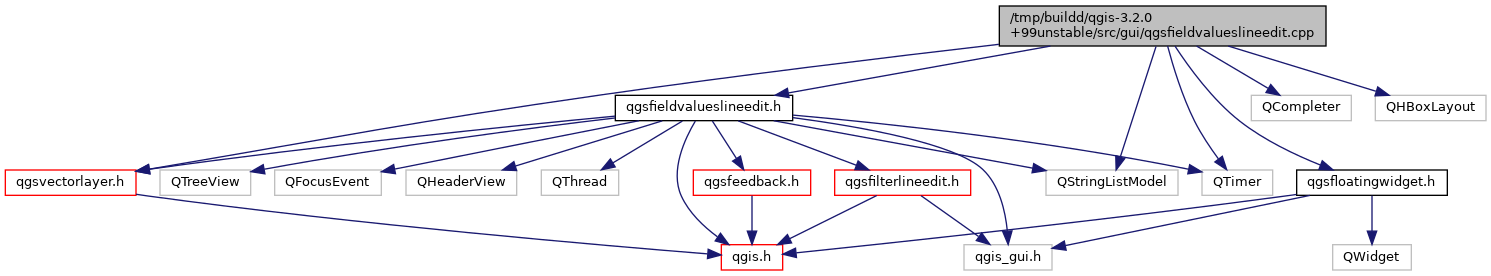 /tmp/buildd/qgis-3.2.0
+99unstable/src/gui/qgsfieldvalueslineedit.cpp
qgsfieldvalueslineedit.h
QCompleter
QHBoxLayout
qgsvectorlayer.h
QTreeView
QFocusEvent
QHeaderView
QThread
qgsfeedback.h
qgsfilterlineedit.h
QStringListModel
QTimer
qgsfloatingwidget.h
qgis.h
qgis_gui.h
QWidget